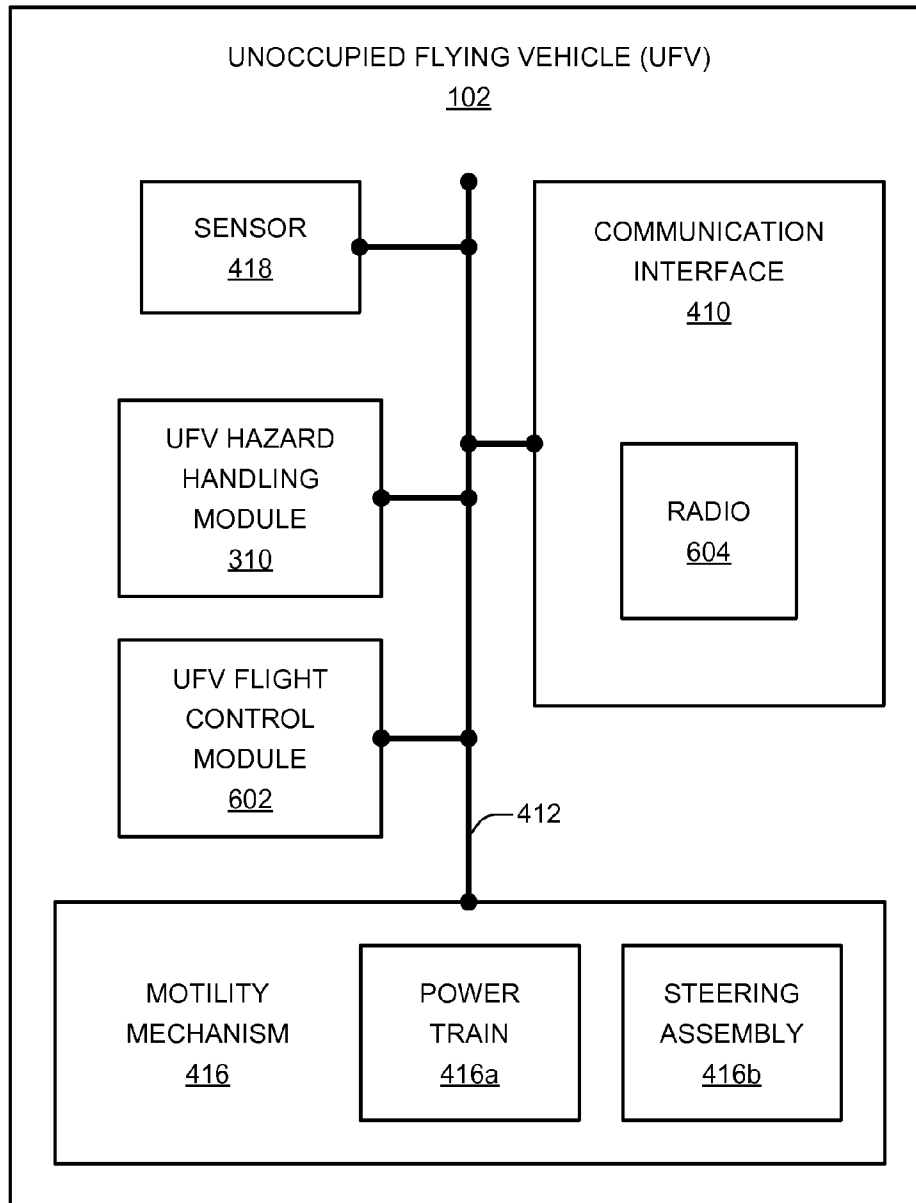 UNOCCUPIED FLYING VEHICLE (UFV)
102
SENSOR
418
COMMUNICATION
INTERFACE
410
UFV HAZARD
HANDLING
MODULE
310
RADIO
604
UFV FLIGHT
CONTROL
MODULE
602
412
MOTILITY
MECHANISM
416
POWER
TRAIN
416a
STEERING
ASSEMBLY
416b